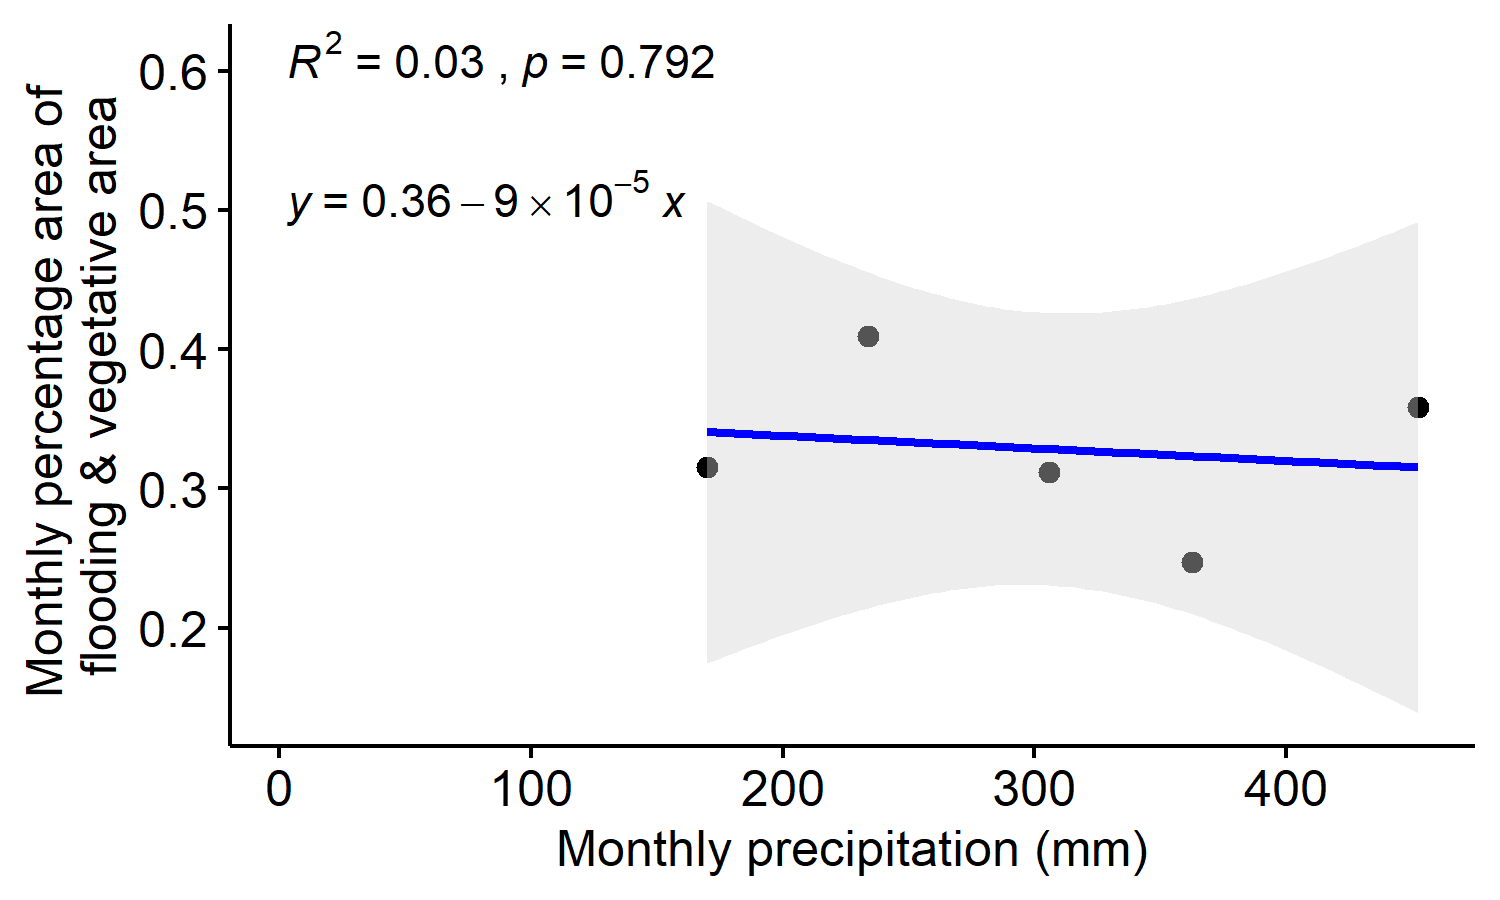 R² = 0.03 , p = 0.792
y = 0.36 − 9 × 10⁻⁵ x
Monthly percentage area of
flooding & vegetative area
0.6
0.5
0.4
0.3
0.2
0 100 200 300 400
Monthly precipitation (mm)